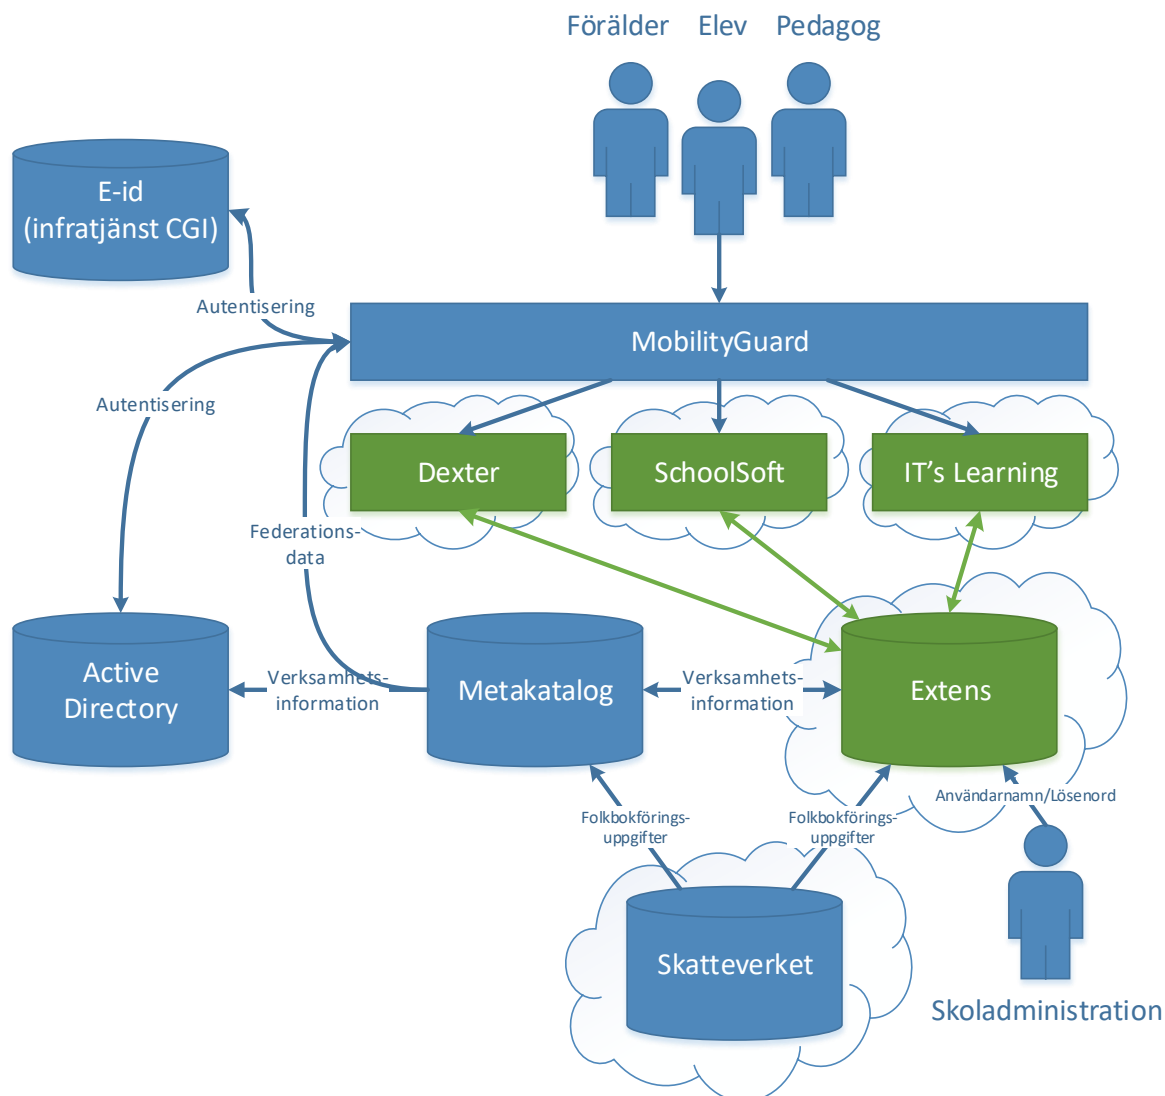 Förälder Elev Pedagog
E-id
(infratjänst CGI)
Autentisering
MobilityGuard
Autentisering
Dexter
SchoolSoft
IT's Learning
Federations-
data
Active
Directory
Verksamhets-
information
Metakatalog
Verksamhets-
information
Extens
Användarnamn/Lösenord
Folkbokförings-
uppgifter
Folkbokförings-
uppgifter
Skatteverket
Skoladministration